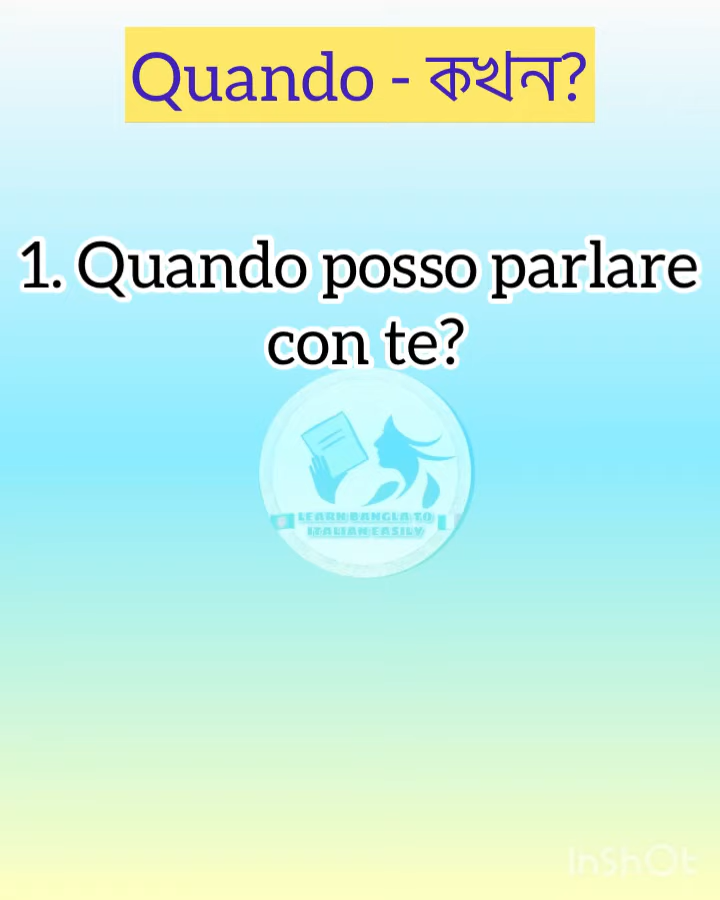 Quando - কখন?
1. Quando posso parlare
con te?
LEARN BANGLA TO
ITALIAN EASILY
InShOt